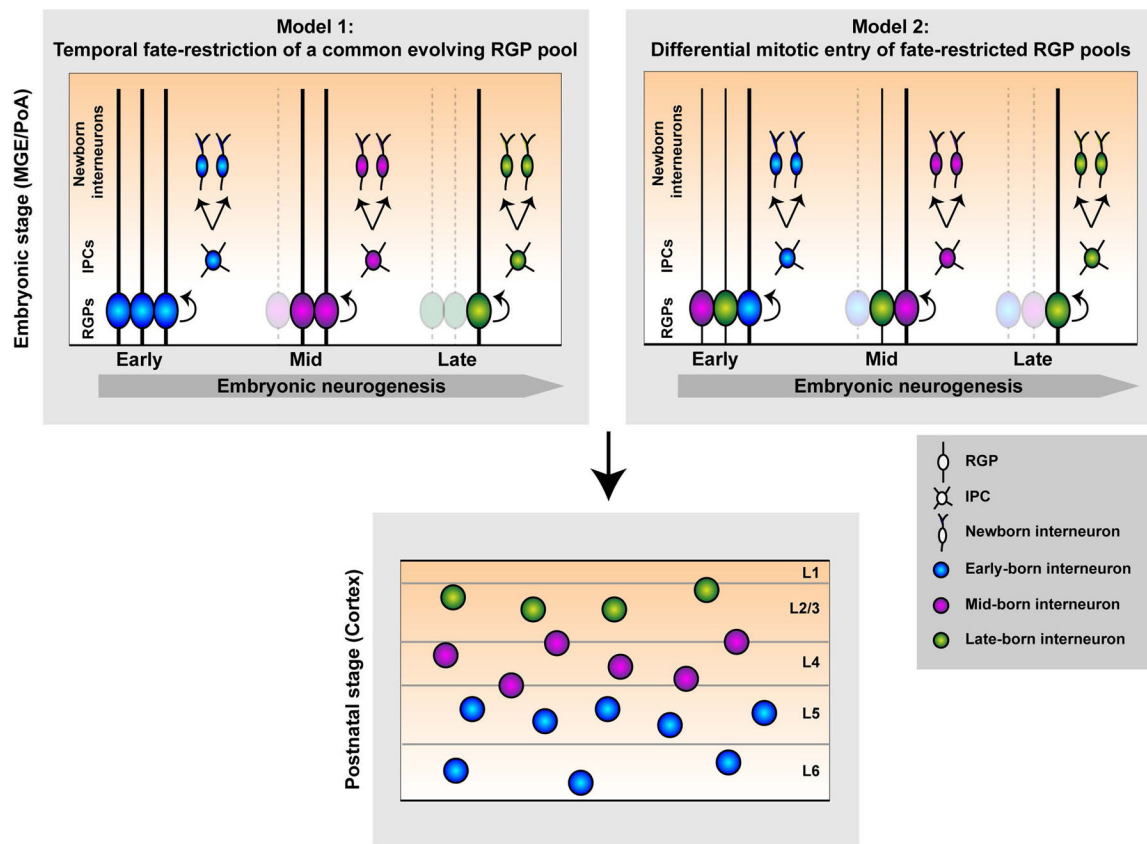 Model 1:
Temporal fate-restriction of a common evolving RGP pool
Embryonic stage (MGE/PoA)
Newborn
interneurons
IPCs
RGPs
Early
Mid
Late
Embryonic neurogenesis
Model 2:
Differential mitotic entry of fate-restricted RGP pools
Newborn
interneurons
IPCs
RGPs
Early
Mid
Late
Embryonic neurogenesis
RGP
IPC
Newborn interneuron
Early-born interneuron
Mid-born interneuron
Late-born interneuron
Postnatal stage (Cortex)
L1
L2/3
L4
L5
L6